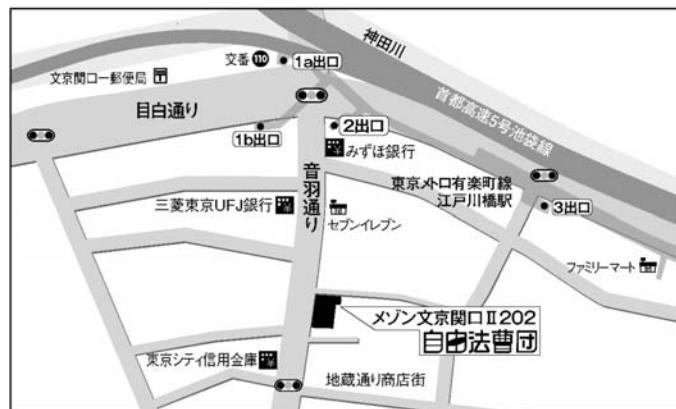 神田川
首都高速5号池袋線
交番
110
1a出口
文京関口一郵便局
目白通り
1b出口
2出口
みずほ銀行
音羽通り
東京メトロ有楽町線
江戸川橋駅
3出口
三菱東京UFJ銀行
セブンイレブン
ファミリーマート
メゾン文京関口Ⅱ202
自由法曹団
東京シティ信用金庫
地蔵通り商店街